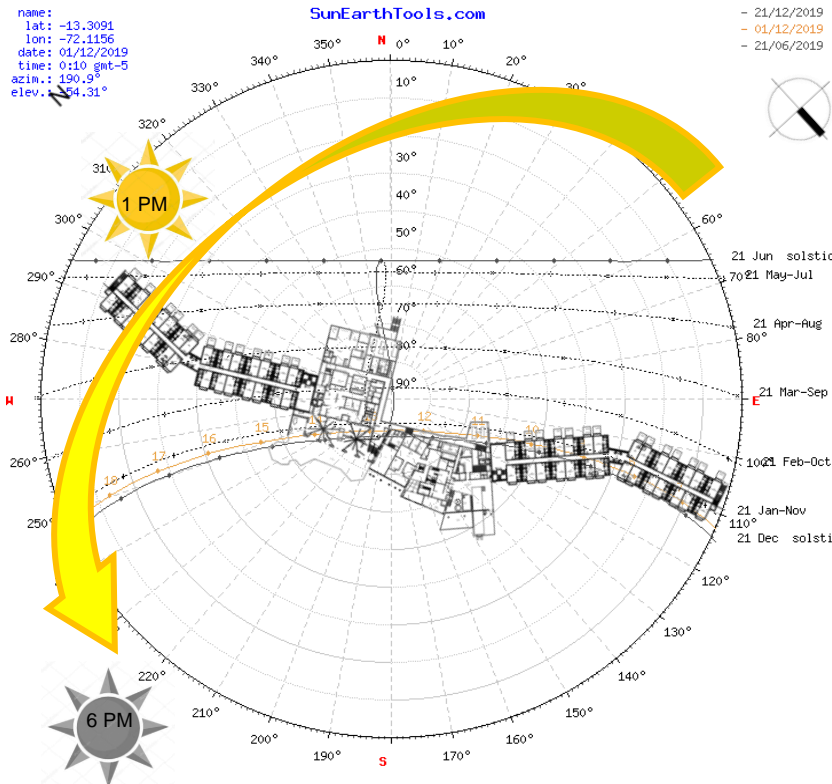 name:
lat: -13.3091
lon: -72.1156
date: 01/12/2019
time: 0:10 gmt-5
azim.: 190.9°
elev.: -54.31°
N
SunEarthTools.com
— 21/12/2019
— 01/12/2019
— 21/06/2019
N
0°
10°
20°
30°
60°
70°
80°
E
100°
110°
120°
130°
140°
150°
160°
170°
S
190°
200°
210°
220°
250°
260°
W
280°
290°
300°
310
320°
330°
340°
350°
10°
30°
40°
50°
60°
70°
80°
90°
21 Jun solstic
21 May-Jul
21 Apr-Aug
21 Mar-Sep
21 Feb-Oct
21 Jan-Nov
21 Dec solsti
10
11
12
15
16
17
18
1 PM
6 PM